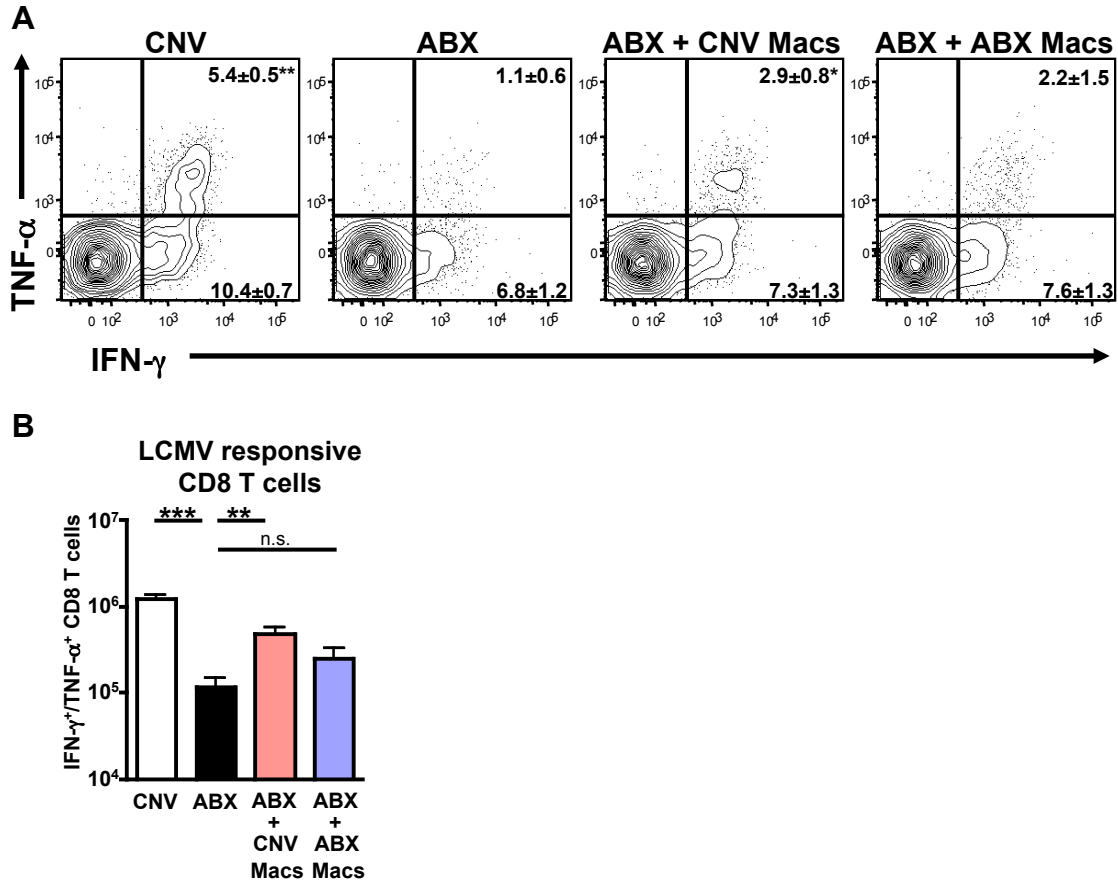 A
CNV
ABX
ABX + CNV Macs
ABX + ABX Macs
TNF-α
10⁵
10⁴
10³
0
5.4±0.5**
10.4±0.7
0 10² 10³ 10⁴ 10⁵
10⁵
10⁴
10³
0
1.1±0.6
6.8±1.2
0 10² 10³ 10⁴ 10⁵
10⁵
10⁴
10³
0
2.9±0.8*
7.3±1.3
0 10² 10³ 10⁴ 10⁵
10⁵
10⁴
10³
0
2.2±1.5
7.6±1.3
0 10² 10³ 10⁴ 10⁵
IFN-γ
B
LCMV responsive
CD8 T cells
IFN-γ⁺/TNF-α⁺ CD8 T cells
10⁷
10⁶
10⁵
10⁴
*** **
n.s.
CNV
ABX
ABX
+
CNV
Macs
ABX
+
ABX
Macs